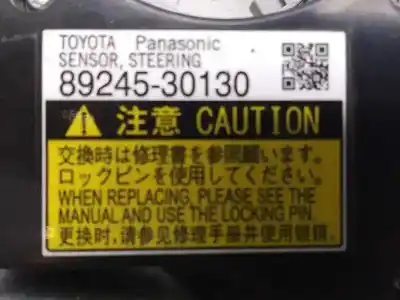 TOYOTA Panasonic
SENSOR, STEERING
89245-30130
注意 CAUTION
交換時は修理書を参照願います。
ロックピンを使用してください。
WHEN REPLACING, PLEASE SEE THE
MANUAL AND USE THE LOCKING PIN
更换时,请参见修理手册并使用锁销.